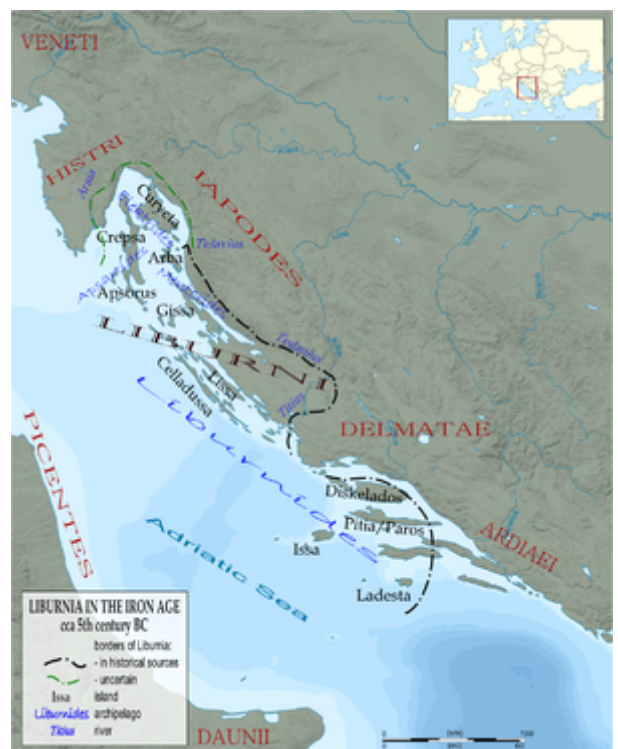 VENETI
HISTRI
IAPODES
Arsia
Curycta
Crepsa
Arba
Telavius
Apsorus
Gissa
LIBURNI
Tedanius
Lissa
Celladussa
Titius
Liburnides
DELMATAE
PICENTES
Diskelados
Pitia/Paros
Issa
ARDIAEI
Adriatic Sea
Ladesta
LIBURNIA IN THE IRON AGE
cca 5th century BC
borders of Liburnia:
- in historical sources
- uncertain
Issa island
Liburnides archipelago
Titius river
DAUNII